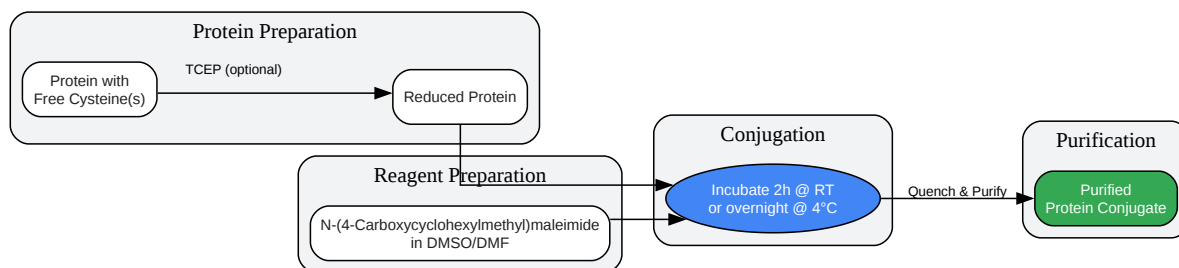 Protein Preparation
Protein with
Free Cysteine(s)
TCEP (optional)
Reduced Protein
Reagent Preparation
N-(4-Carboxycyclohexylmethyl)maleimide
in DMSO/DMF
Conjugation
Incubate 2h @ RT
or overnight @ 4°C
Quench & Purify
Purification
Purified
Protein Conjugate